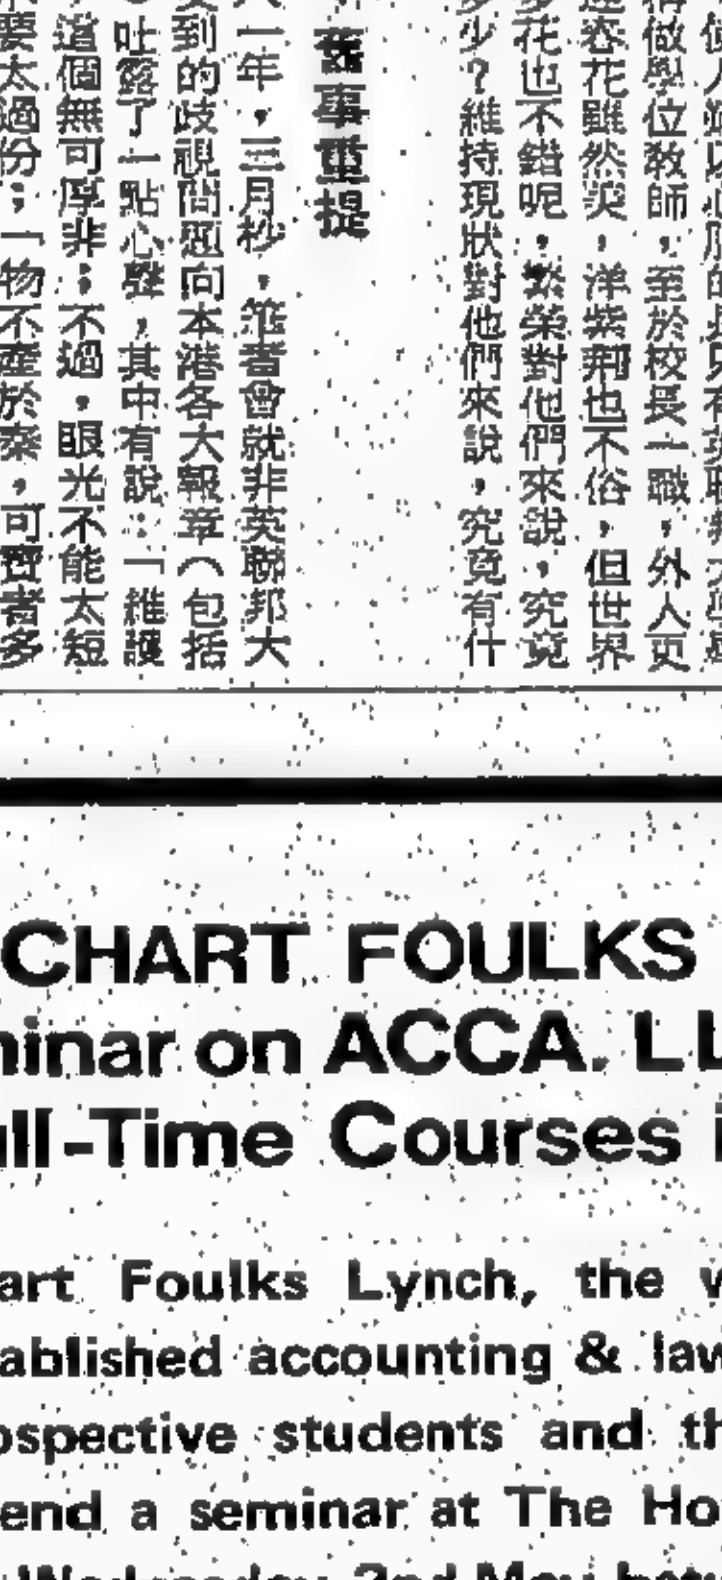 做學位教師，至於校長一職，外人更
春花雖然美，洋紫荊也不俗，但世界
花也不錯呢，繁榮對他們來說，究竟
少？維持現狀對他們來說，究竟有什
舊事重提
一年，三月杪，筆者曾就非英聯邦大
到的歧視問題向本港各大報章（包括
吐露了一點心聲，其中有說：「維護
這個無可厚非；不過，眼光不能太短
要太過份；「物不產於秦，可寶者多
CHART FOULKS
inar on ACCA. LL
ll-Time Courses i
art Foulks Lynch, the w
ablished accounting & law
ospective students and th
end a seminar at The Ho
Wednesday 2nd May